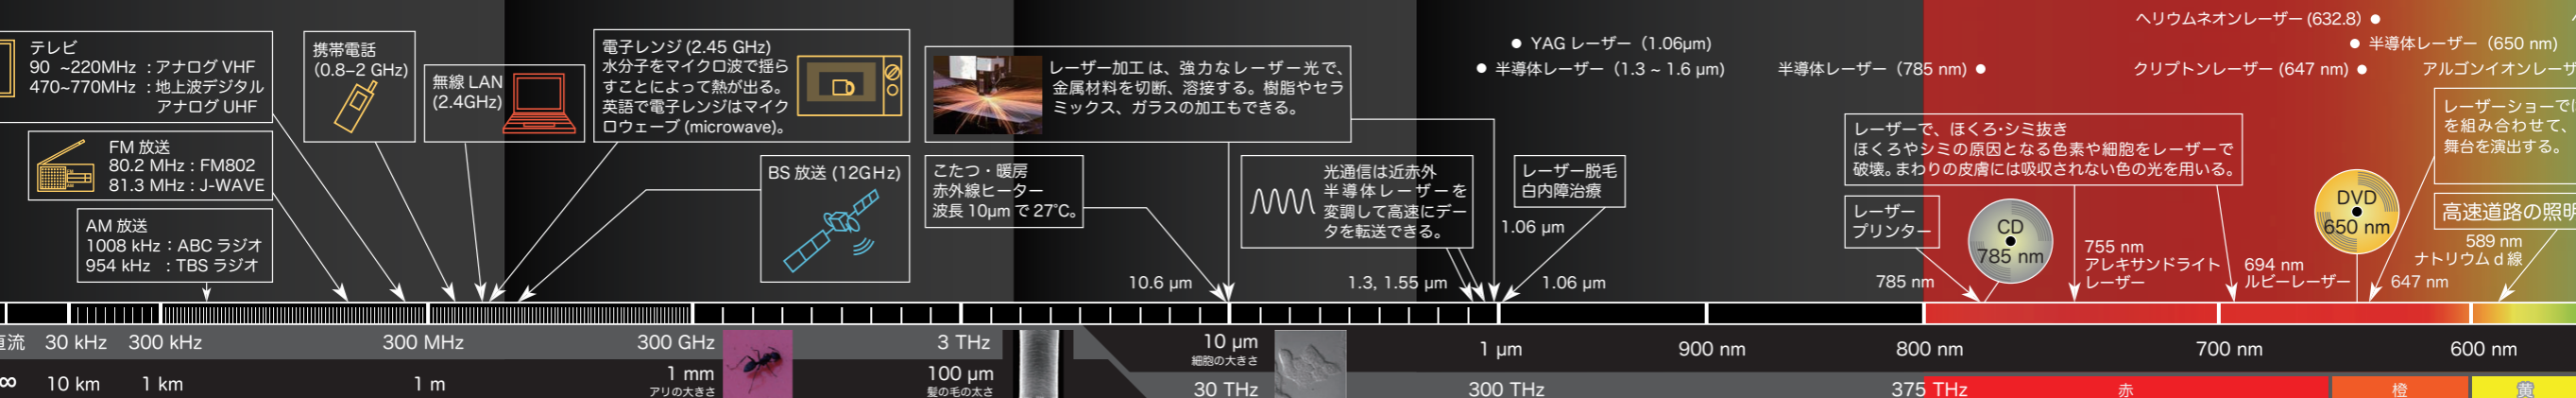 テレビ
90 ~220MHz : アナログ VHF
470~770MHz : 地上波デジタル
アナログ UHF
FM 放送
80.2 MHz : FM802
81.3 MHz : J-WAVE
AM 放送
1008 kHz : ABC ラジオ
954 kHz : TBS ラジオ
携帯電話
(0.8–2 GHz)
無線 LAN
(2.4GHz)
電子レンジ (2.45 GHz)
水分子をマイクロ波で揺ら
すことによって熱が出る。
英語で電子レンジはマイク
ロウェーブ (microwave)。
BS 放送 (12GHz)
レーザー加工 は、強力なレーザー光で、
金属材料を切断、溶接する。樹脂やセラ
ミックス、ガラスの加工もできる。
こたつ・暖房
赤外線ヒーター
波長 10µm で 27℃。
光通信は近赤外
半導体レーザーを
変調して高速にデー
タを転送できる。
レーザー脱毛
白内障治療
YAG レーザー（1.06µm)
半導体レーザー（1.3 ~ 1.6 µm)
半導体レーザー（785 nm)
ヘリウムネオンレーザー (632.8)
半導体レーザー（650 nm)
クリプトンレーザー (647 nm)
アルゴンイオンレーザ
レーザーで、ほくろ·シミ抜き
ほくろやシミの原因となる色素や細胞をレーザーで
破壊。まわりの皮膚には吸収されない色の光を用いる。
レーザー
プリンター
CD
785 nm
DVD
650 nm
レーザーショーで
を組み合わせて、
舞台を演出する。
高速道路の照明
589 nm
ナトリウム d 線
755 nm
アレキサンドライト
レーザー
694 nm
ルビーレーザー
647 nm
10.6 µm
1.3, 1.55 µm
1.06 µm
1.06 µm
785 nm
流 30 kHz 300 kHz 300 MHz 300 GHz 3 THz 10 µm 1 µm 900 nm 800 nm 700 nm 600 nm
細胞の大きさ
∞ 10 km 1 km 1 m 1 mm 100 µm 30 THz 300 THz 375 THz 赤 橙 黄
アリの大きさ 髪の毛の太さ